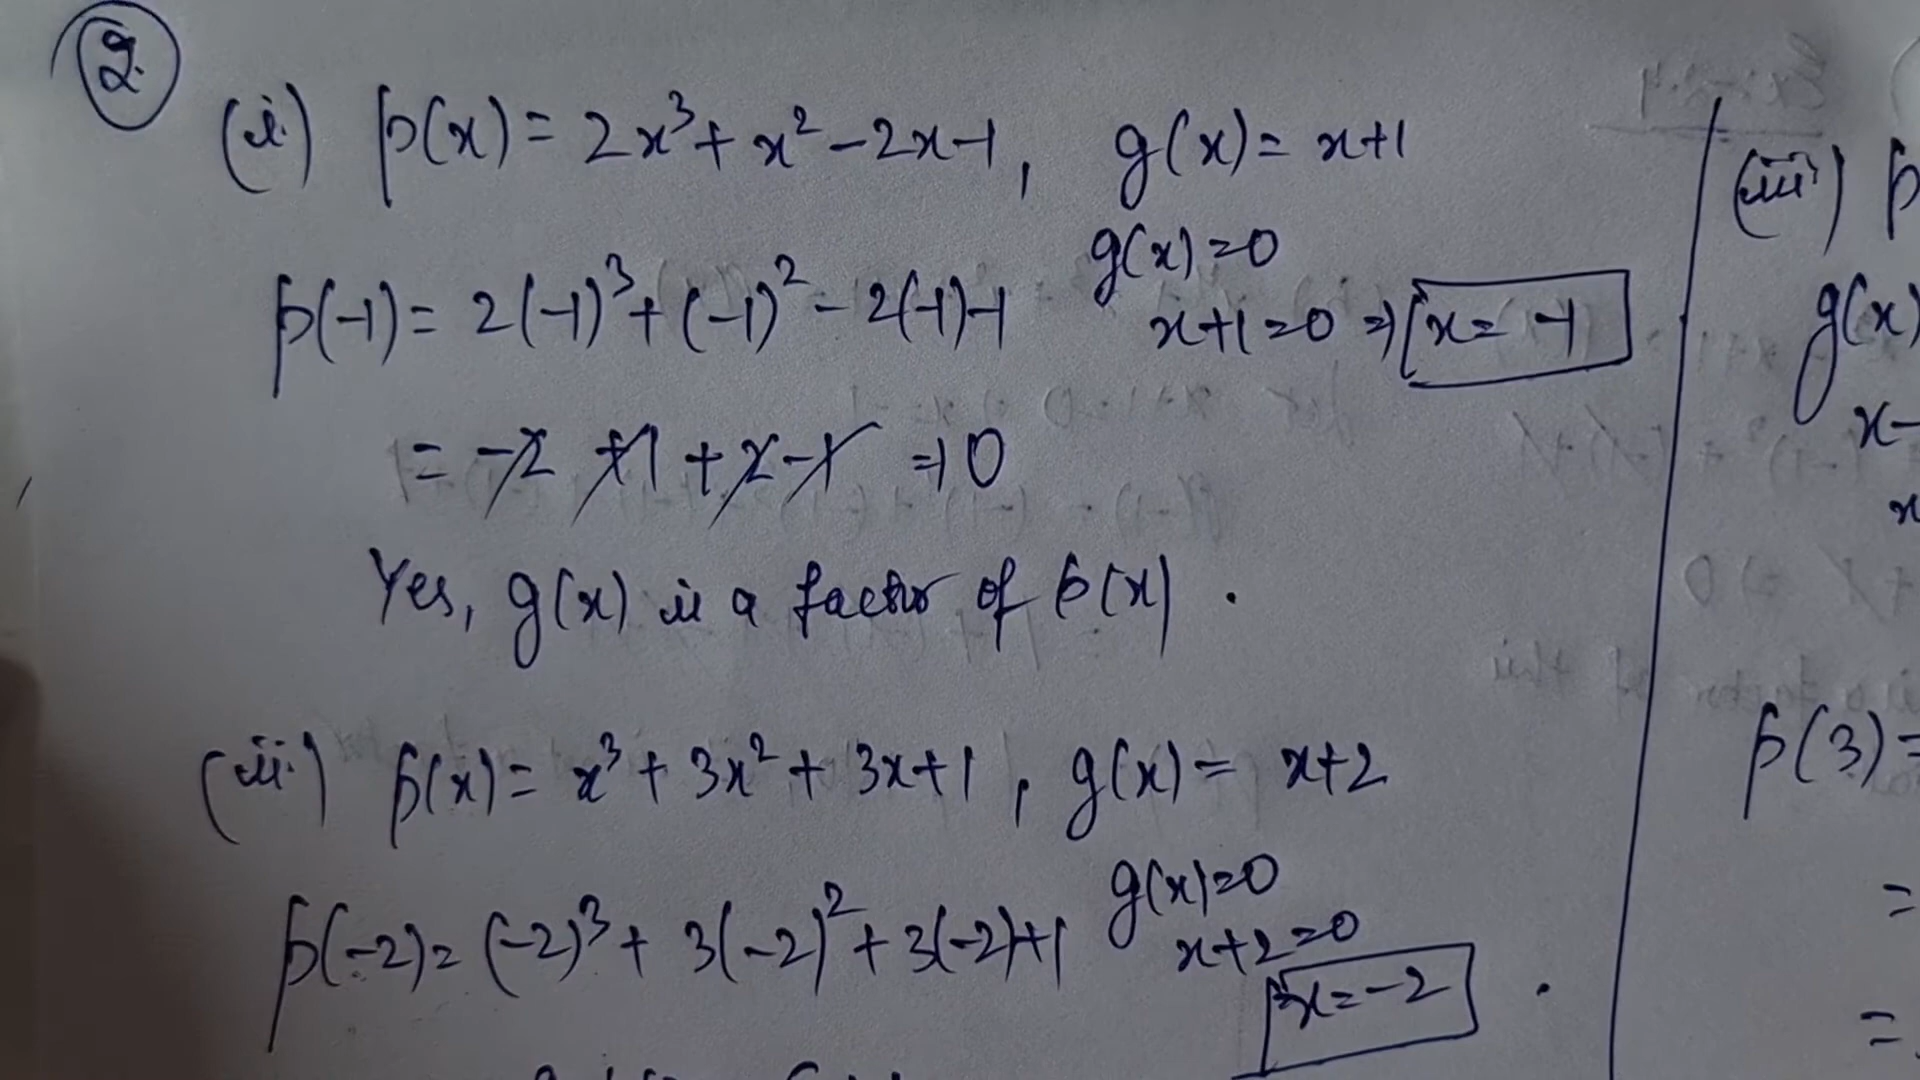 2.
(i) p(x) = 2x³ + x² - 2x - 1, g(x) = x+1
g(x) = 0
p(-1) = 2(-1)³ + (-1)² - 2(-1) - 1
x+1 = 0 ⇒ x = -1
= -2 + 1 + 2 - 1 ⇒ 0
Yes, g(x) is a factor of p(x).
(ii) p(x) = x³ + 3x² + 3x + 1, g(x) = x+2
g(x) = 0
p(-2) = (-2)³ + 3(-2)² + 3(-2) + 1
x+2 = 0
x = -2
(iii) p
g(x)
x-
x
p(3) =
=
=